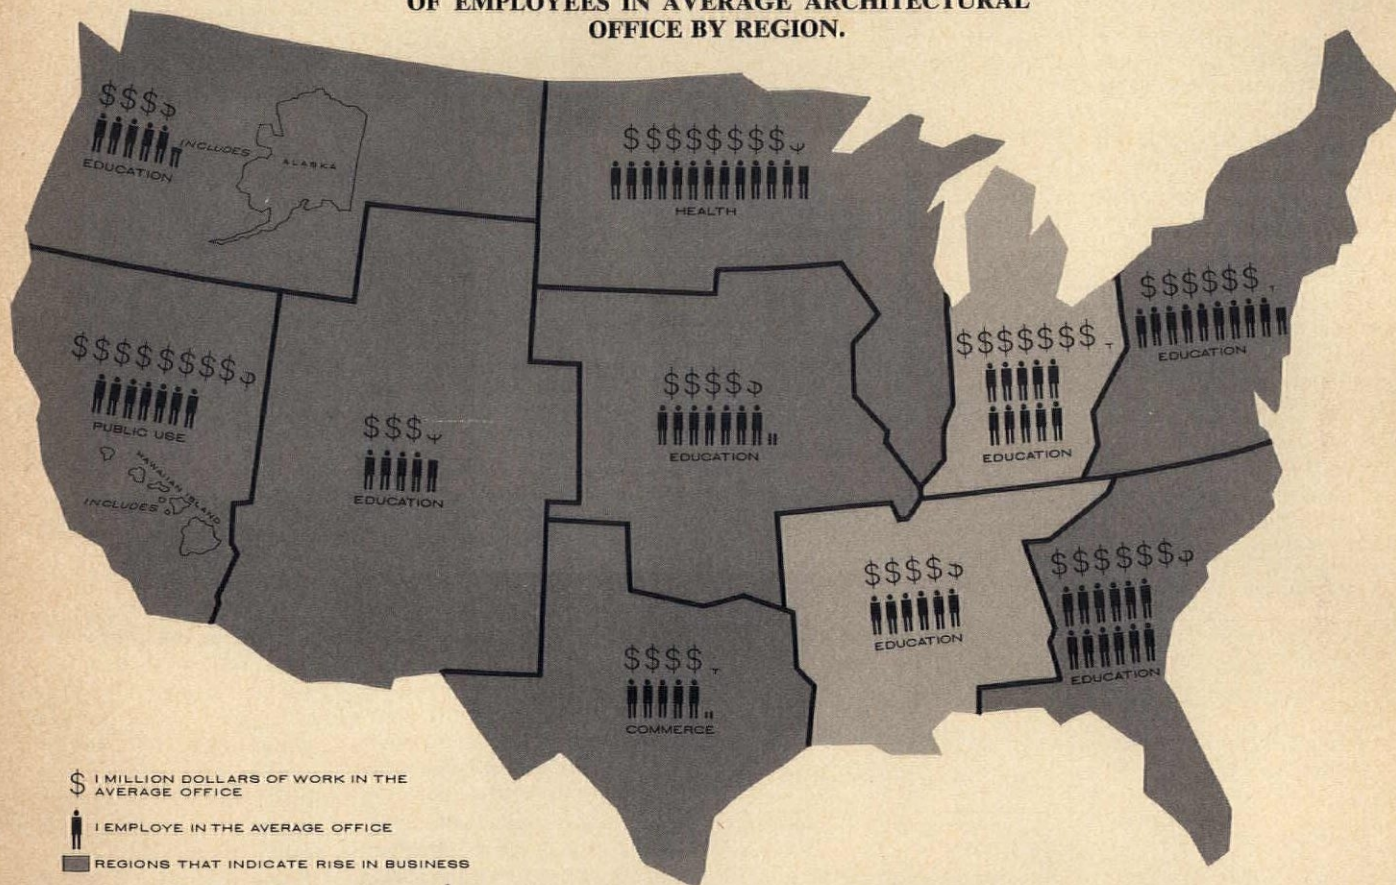 OF EMPLOYEES IN AVERAGE ARCHITECTURAL
OFFICE BY REGION.
$$$$
EDUCATION
INCLUDES
ALASKA
$$$$$$$$$
HEALTH
$$$$$$$$$
PUBLIC USE
HAWAIIAN ISLAND
INCLUDES
$$$$
EDUCATION
$$$$$
EDUCATION
$$$$$$$
EDUCATION
$$$$$$
EDUCATION
$$$$$
EDUCATION
$$$$$$$
EDUCATION
$$$$
COMMERCE
$ 1 MILLION DOLLARS OF WORK IN THE
AVERAGE OFFICE
1 EMPLOYE IN THE AVERAGE OFFICE
REGIONS THAT INDICATE RISE IN BUSINESS